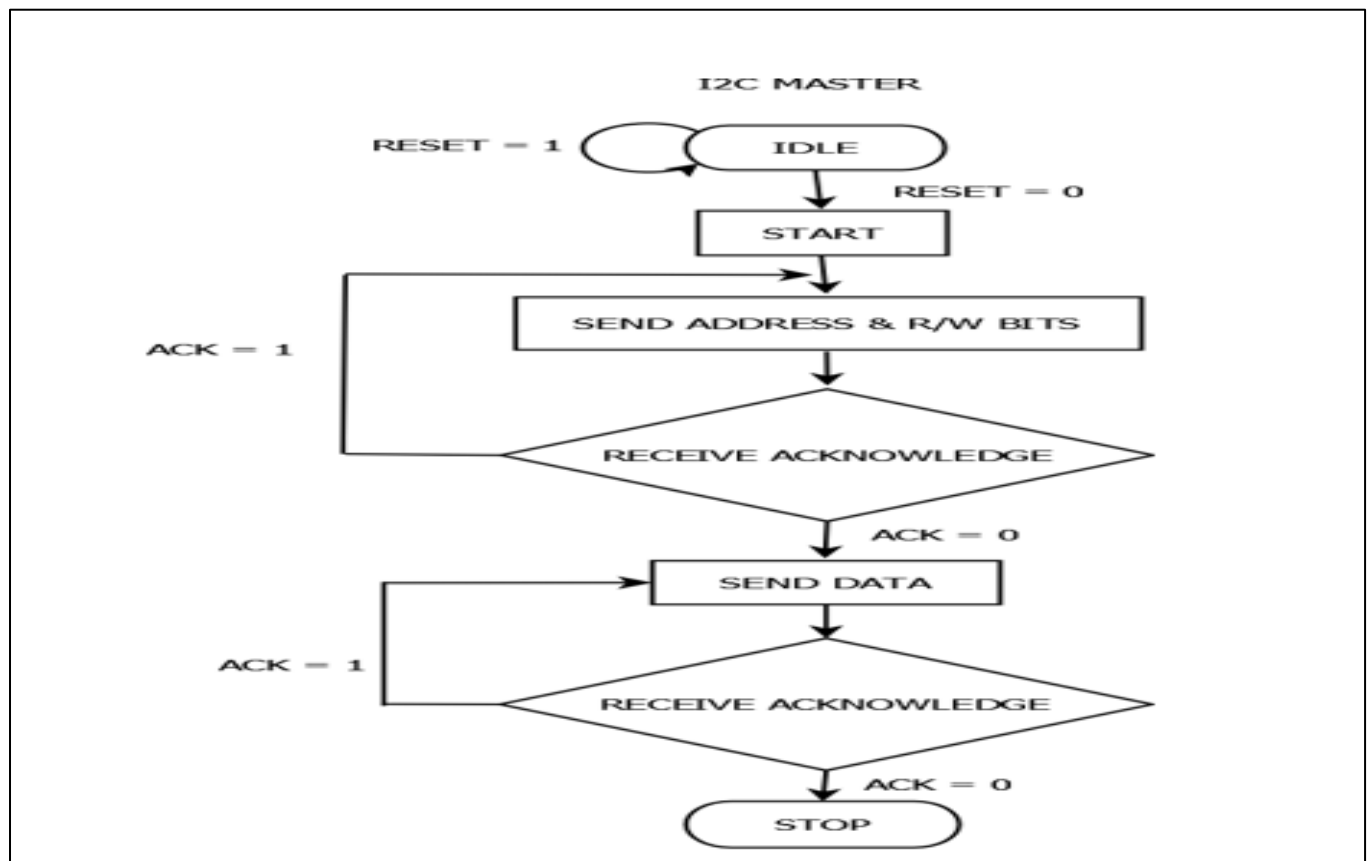 I2C MASTER
RESET = 1
IDLE
RESET = 0
START
SEND ADDRESS & R/W BITS
ACK = 1
RECEIVE ACKNOWLEDGE
ACK = 0
SEND DATA
ACK = 1
RECEIVE ACKNOWLEDGE
ACK = 0
STOP